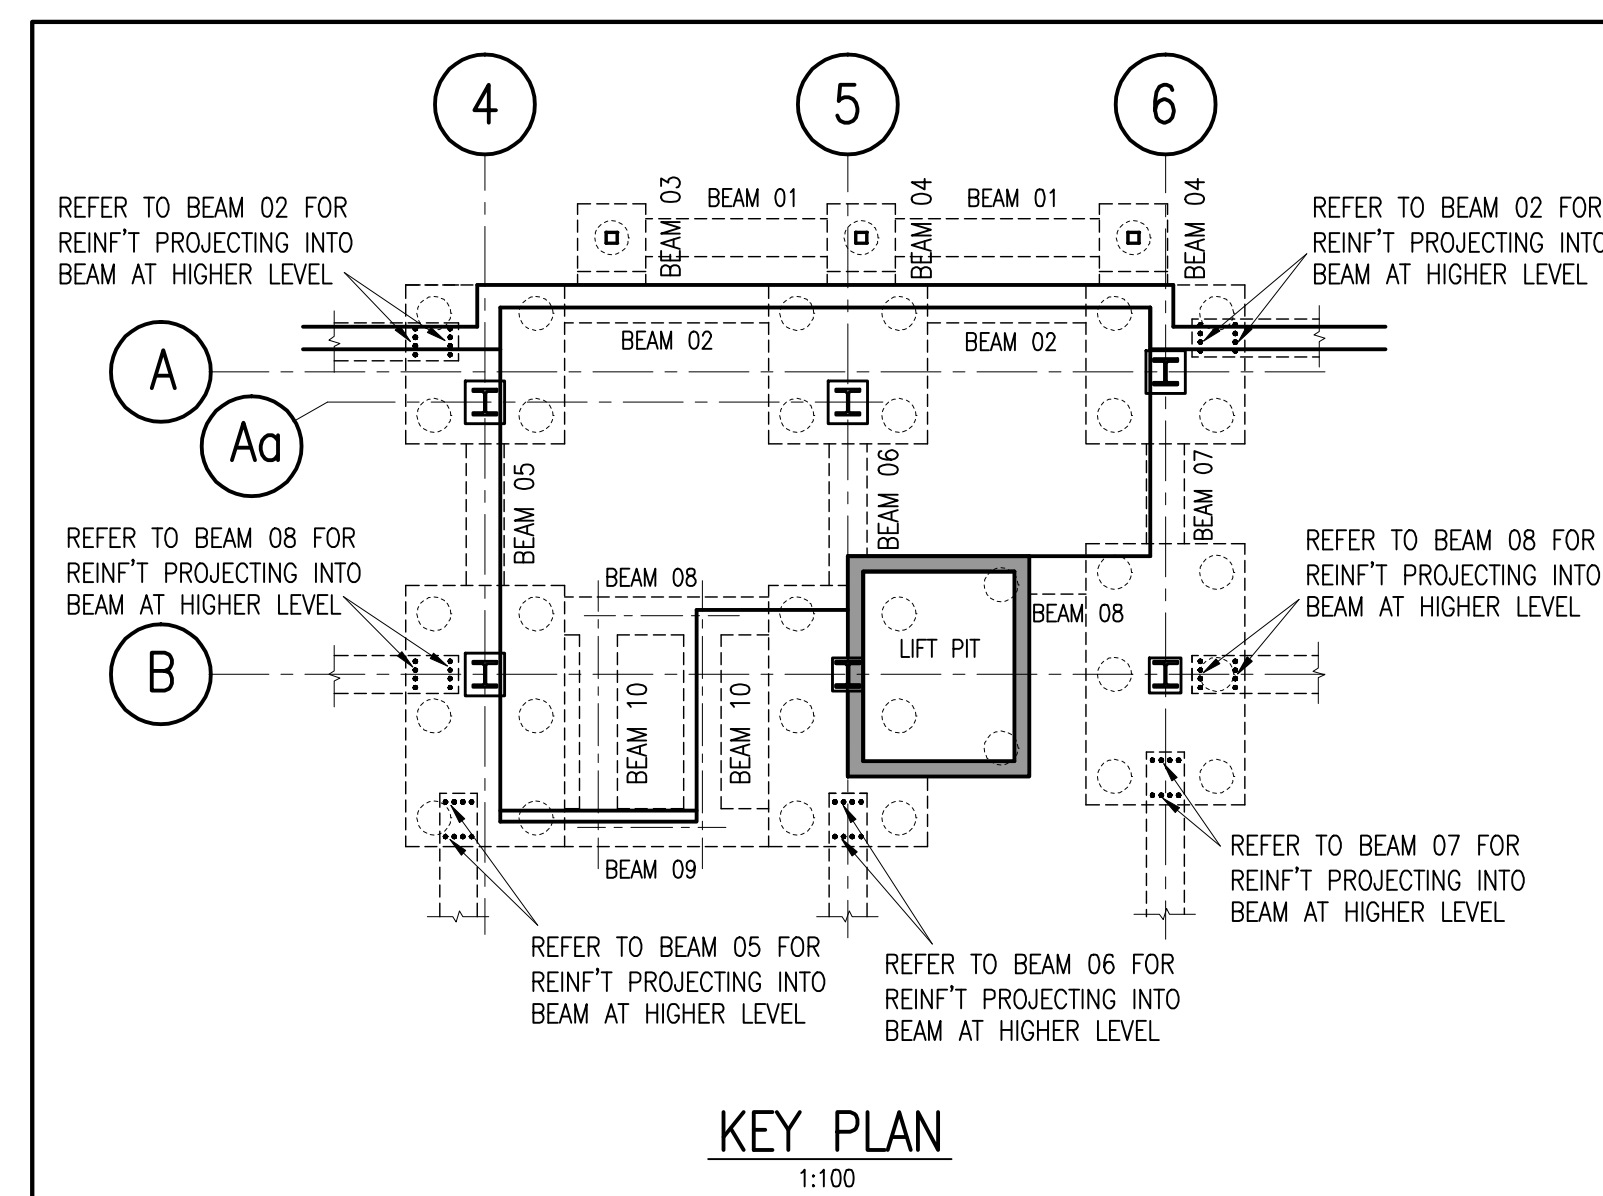 4
5
6
BEAM 03
BEAM 01
BEAM 04
BEAM 01
BEAM 04
REFER TO BEAM 02 FOR
REINF'T PROJECTING INTO
BEAM AT HIGHER LEVEL
REFER TO BEAM 02 FOR
REINF'T PROJECTING INTO
BEAM AT HIGHER LEVEL
A
BEAM 02
BEAM 02
Aa
BEAM 05
BEAM 06
BEAM 07
REFER TO BEAM 08 FOR
REINF'T PROJECTING INTO
BEAM AT HIGHER LEVEL
BEAM 08
BEAM 08
REFER TO BEAM 08 FOR
REINF'T PROJECTING INTO
BEAM AT HIGHER LEVEL
LIFT PIT
B
BEAM 10
BEAM 10
BEAM 09
REFER TO BEAM 07 FOR
REINF'T PROJECTING INTO
BEAM AT HIGHER LEVEL
REFER TO BEAM 05 FOR
REINF'T PROJECTING INTO
BEAM AT HIGHER LEVEL
REFER TO BEAM 06 FOR
REINF'T PROJECTING INTO
BEAM AT HIGHER LEVEL
KEY PLAN
1:100